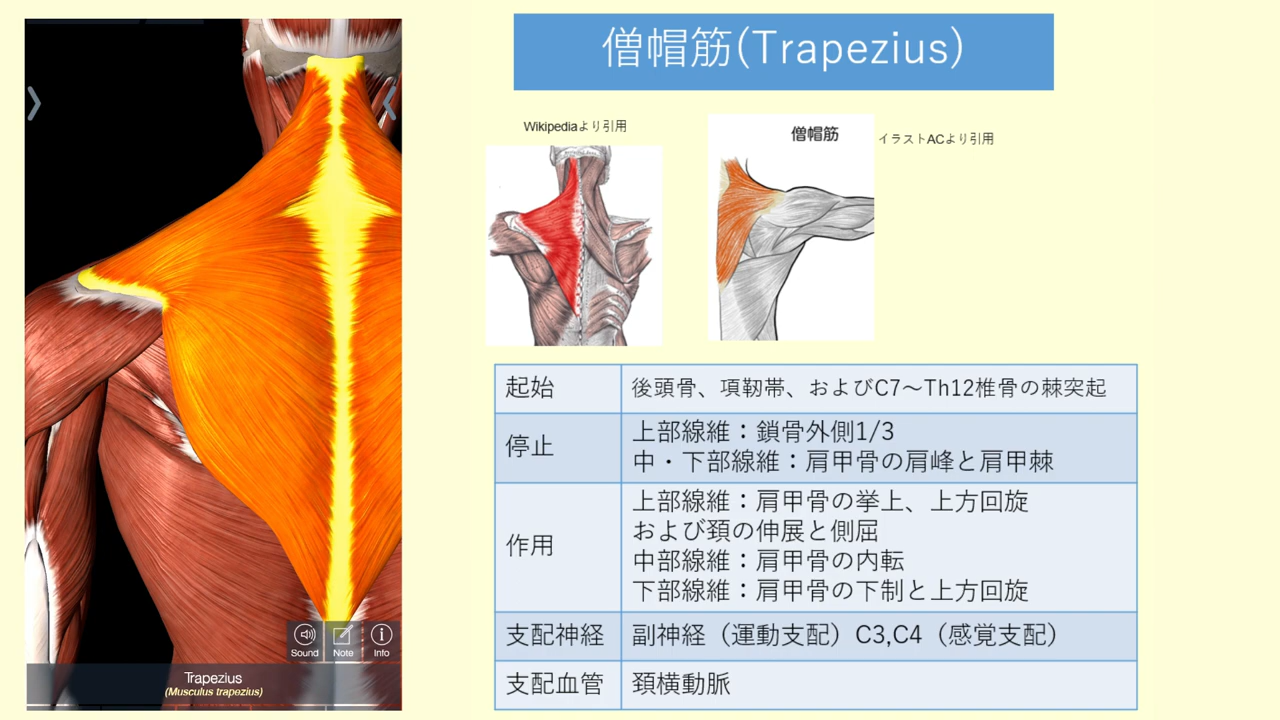 僧帽筋(Trapezius)
Wikipediaより引用
僧帽筋
イラストACより引用
起始
後頭骨、項靭帯、およびC7～Th12椎骨の棘突起
停止
上部線維：鎖骨外側1/3
中・下部線維：肩甲骨の肩峰と肩甲棘
作用
上部線維：肩甲骨の挙上、上方回旋
および頚の伸展と側屈
中部線維：肩甲骨の内転
下部線維：肩甲骨の下制と上方回旋
支配神経
副神経（運動支配）C3,C4（感覚支配）
支配血管
頚横動脈
Sound
Note
Info
Trapezius
(Musculus trapezius)